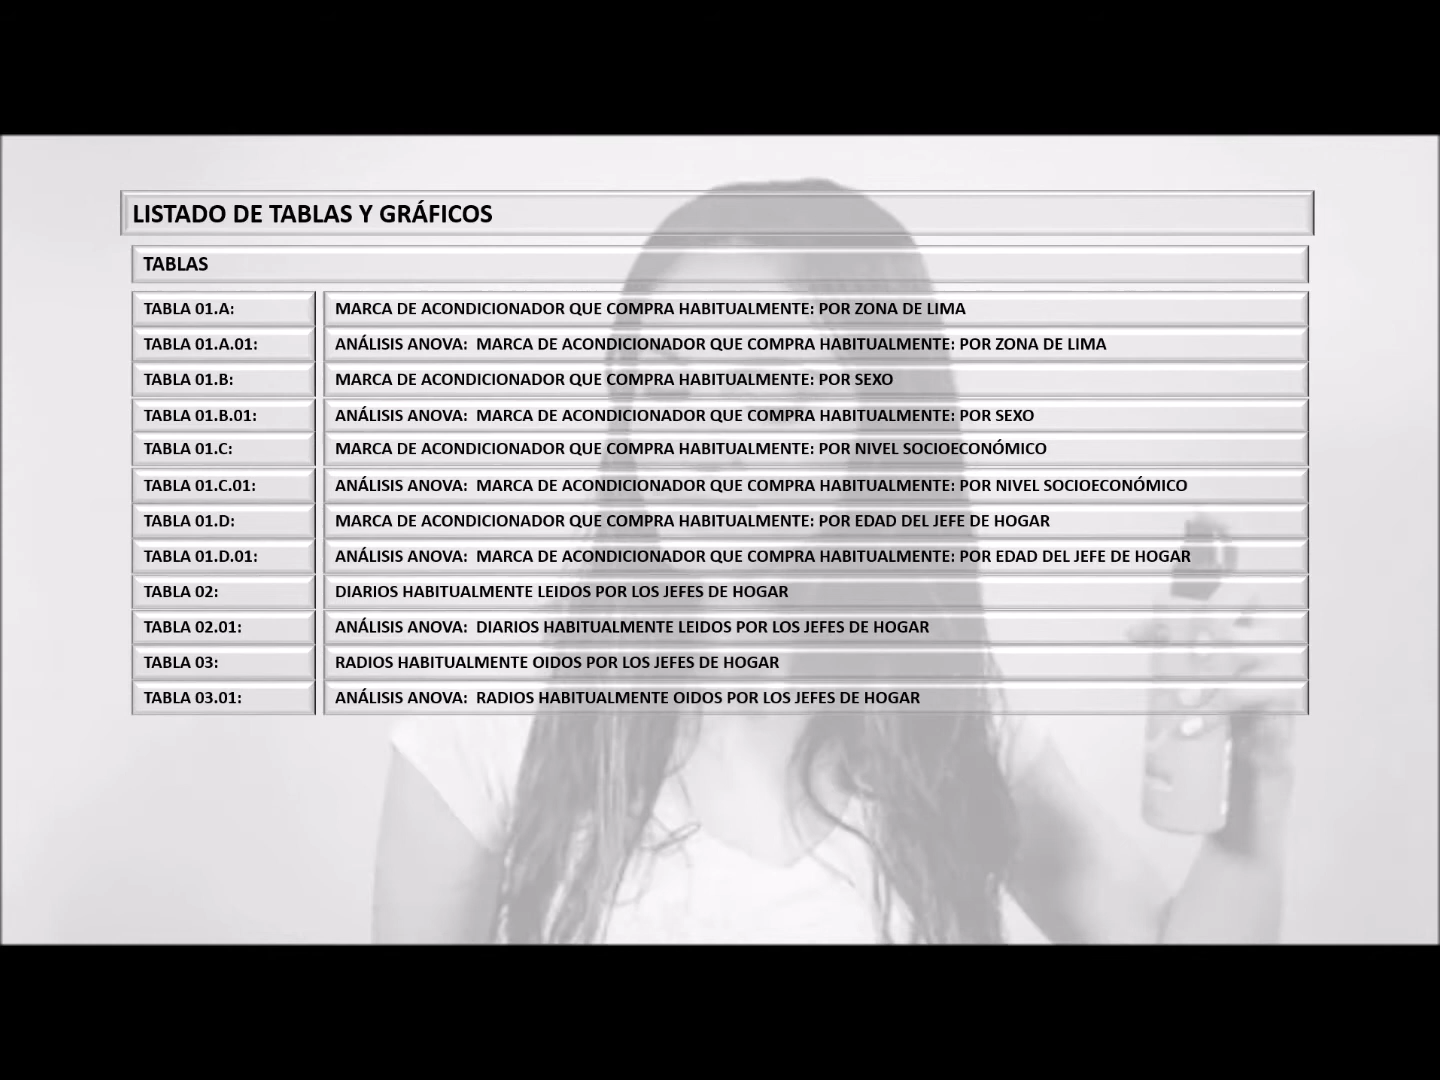 LISTADO DE TABLAS Y GRÁFICOS
TABLAS
TABLA 01.A: MARCA DE ACONDICIONADOR QUE COMPRA HABITUALMENTE: POR ZONA DE LIMA
TABLA 01.A.01: ANÁLISIS ANOVA:  MARCA DE ACONDICIONADOR QUE COMPRA HABITUALMENTE: POR ZONA DE LIMA
TABLA 01.B: MARCA DE ACONDICIONADOR QUE COMPRA HABITUALMENTE: POR SEXO
TABLA 01.B.01: ANÁLISIS ANOVA:  MARCA DE ACONDICIONADOR QUE COMPRA HABITUALMENTE: POR SEXO
TABLA 01.C: MARCA DE ACONDICIONADOR QUE COMPRA HABITUALMENTE: POR NIVEL SOCIOECONÓMICO
TABLA 01.C.01: ANÁLISIS ANOVA:  MARCA DE ACONDICIONADOR QUE COMPRA HABITUALMENTE: POR NIVEL SOCIOECONÓMICO
TABLA 01.D: MARCA DE ACONDICIONADOR QUE COMPRA HABITUALMENTE: POR EDAD DEL JEFE DE HOGAR
TABLA 01.D.01: ANÁLISIS ANOVA:  MARCA DE ACONDICIONADOR QUE COMPRA HABITUALMENTE: POR EDAD DEL JEFE DE HOGAR
TABLA 02: DIARIOS HABITUALMENTE LEIDOS POR LOS JEFES DE HOGAR
TABLA 02.01: ANÁLISIS ANOVA:  DIARIOS HABITUALMENTE LEIDOS POR LOS JEFES DE HOGAR
TABLA 03: RADIOS HABITUALMENTE OIDOS POR LOS JEFES DE HOGAR
TABLA 03.01: ANÁLISIS ANOVA:  RADIOS HABITUALMENTE OIDOS POR LOS JEFES DE HOGAR